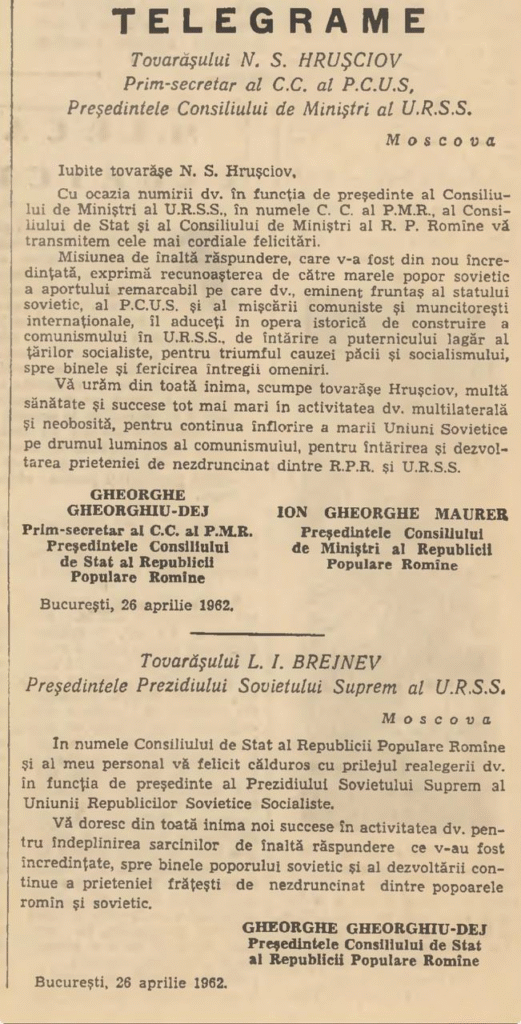 TELEGRAME
Tovarăşului N. S. HRUŞCIOV
Prim-secretar al C.C. al P.C.U.S,
Preşedintele Consiliului de Miniştri al U.R.S.S.
Moscova
Iubite tovarăşe N. S. Hruşciov,
Cu ocazia numirii dv. în funcţia de preşedinte al Consiliu-
lui de Miniştri al U.R.S.S., în numele C. C. al P.M.R., al Consi-
liului de Stat şi al Consiliului de Miniştri al R. P. Romîne vă
transmitem cele mai cordiale felicitări.
Misiunea de înaltă răspundere, care v-a fost din nou încre-
dinţată, exprimă recunoaşterea de către marele popor sovietic
a aportului remarcabil pe care dv., eminent fruntaş al statului
sovietic, al P.C.U.S. şi al mişcării comuniste şi muncitoreşti
internaţionale, îl aduceţi în opera istorică de construire a
comunismului în U.R.S.S., de întărire a puternicului lagăr al
ţărilor socialiste, pentru triumful cauzei păcii şi socialismului,
spre binele şi fericirea întregii omeniri.
Vă urăm din toată inima, scumpe tovarăşe Hruşciov, multă
sănătate şi succese tot mai mari in activitatea dv. multilaterală
şi neobosită, pentru continua înflorire a marii Uniuni Sovietice
pe drumul luminos al comunismului, pentru întărirea şi dezvol-
tarea prieteniei de nezdruncinat dintre R.P.R. şi U.R.S.S.
GHEORGHE
GHEORGHIU-DEJ
Prim-secretar al C.C. al P.M.R.
Preşedintele Consiliului
de Stat al Republicii
Populare Romîne
ION GHEORGHE MAURER
Preşedintele Consiliului
de Miniştri al Republicii
Populare Romîne
Bucureşti, 26 aprilie 1962.
Tovarăşului L. I. BREJNEV
Preşedintele Prezidiului Sovietului Suprem al U.R.S.S.
Moscova
În numele Consiliului de Stat al Republicii Populare Romîne
şi al meu personal vă felicit călduros cu prilejul realegerii dv.
în funcţia de preşedinte al Prezidiului Sovietului Suprem al
Uniunii Republicilor Sovietice Socialiste.
Vă doresc din toată inima noi succese în activitatea dv. pen-
tru îndeplinirea sarcinilor de înaltă răspundere ce v-au fost
încredinţate, spre binele poporului sovietic şi al dezvoltării con-
tinue a prieteniei frăţeşti de nezdruncinat dintre popoarele
romîn şi sovietic.
GHEORGHE GHEORGHIU-DEJ
Preşedintele Consiliului de Stat
al Republicii Populare Romîne
Bucureşti, 26 aprilie 1962.